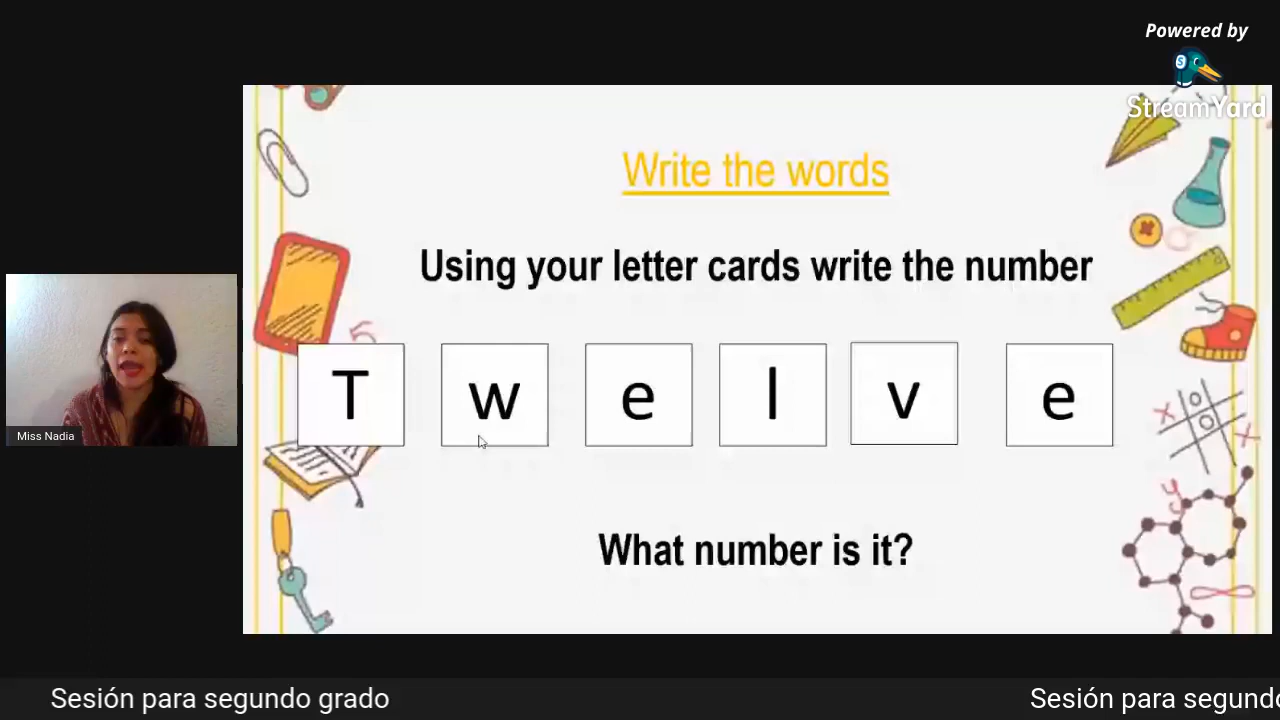 Powered by
StreamYard
Write the words
Using your letter cards write the number
T w e l v e
Miss Nadia
What number is it?
Sesión para segundo grado
Sesión para segundo